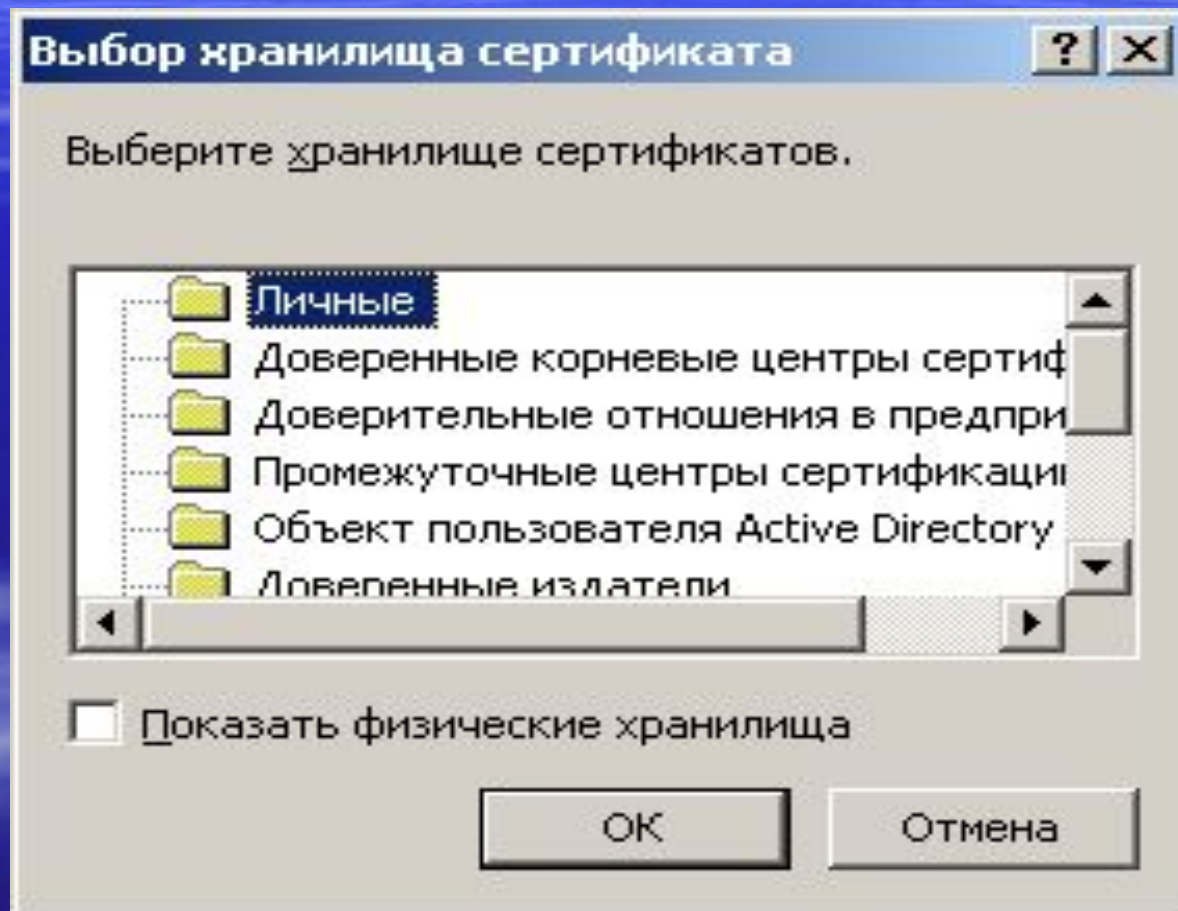 Выбор хранилища сертификата
Выберите хранилище сертификатов.
Личные
Доверенные корневые центры сертиф
Доверительные отношения в предпри
Промежуточные центры сертификаци
Объект пользователя Active Directory
Доверенные издатели
Показать физические хранилища
ОК
Отмена